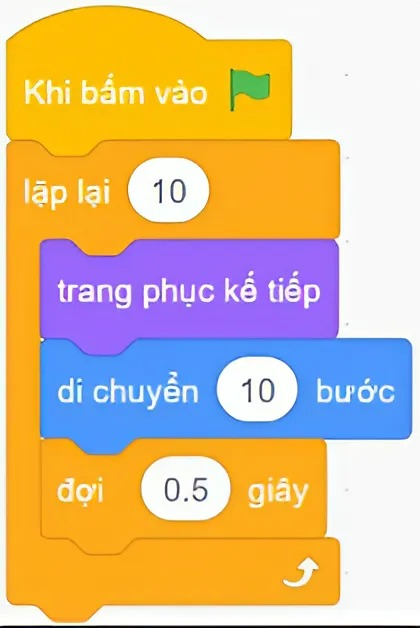 Khi bấm vào
lặp lại 10
trang phục kế tiếp
di chuyển 10 bước
đợi 0.5 giây